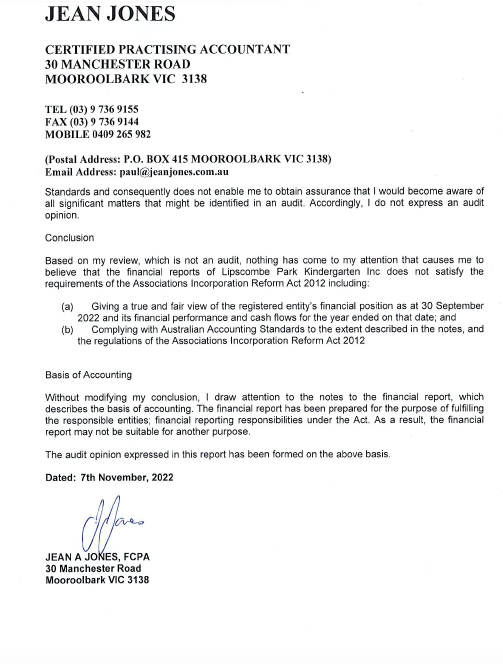 JEAN JONES
CERTIFIED PRACTISING ACCOUNTANT
30 MANCHESTER ROAD
MOOROOLBARK VIC 3138
TEL (03) 9 736 9155
FAX (03) 9 736 9144
MOBILE 0409 265 982
(Postal Address: P.O. BOX 415 MOOROOLBARK VIC 3138)
Email Address: paul@jeanjones.com.au
Standards and consequently does not enable me to obtain assurance that I would become aware of
all significant matters that might be identified in an audit. Accordingly, I do not express an audit
opinion.
Conclusion
Based on my review, which is not an audit, nothing has come to my attention that causes me to
believe that the financial reports of Lipscombe Park Kindergarten Inc does not satisfy the
requirements of the Associations Incorporation Reform Act 2012 including:
(a) Giving a true and fair view of the registered entity's financial position as at 30 September
2022 and its financial performance and cash flows for the year ended on that date; and
(b) Complying with Australian Accounting Standards to the extent described in the notes, and
the regulations of the Associations Incorporation Reform Act 2012
Basis of Accounting
Without modifying my conclusion, I draw attention to the notes to the financial report, which
describes the basis of accounting. The financial report has been prepared for the purpose of fulfilling
the responsible entities; financial reporting responsibilities under the Act. As a result, the financial
report may not be suitable for another purpose.
The audit opinion expressed in this report has been formed on the above basis.
Dated: 7th November, 2022
JJones
JEAN A JONES, FCPA
30 Manchester Road
Mooroolbark VIC 3138